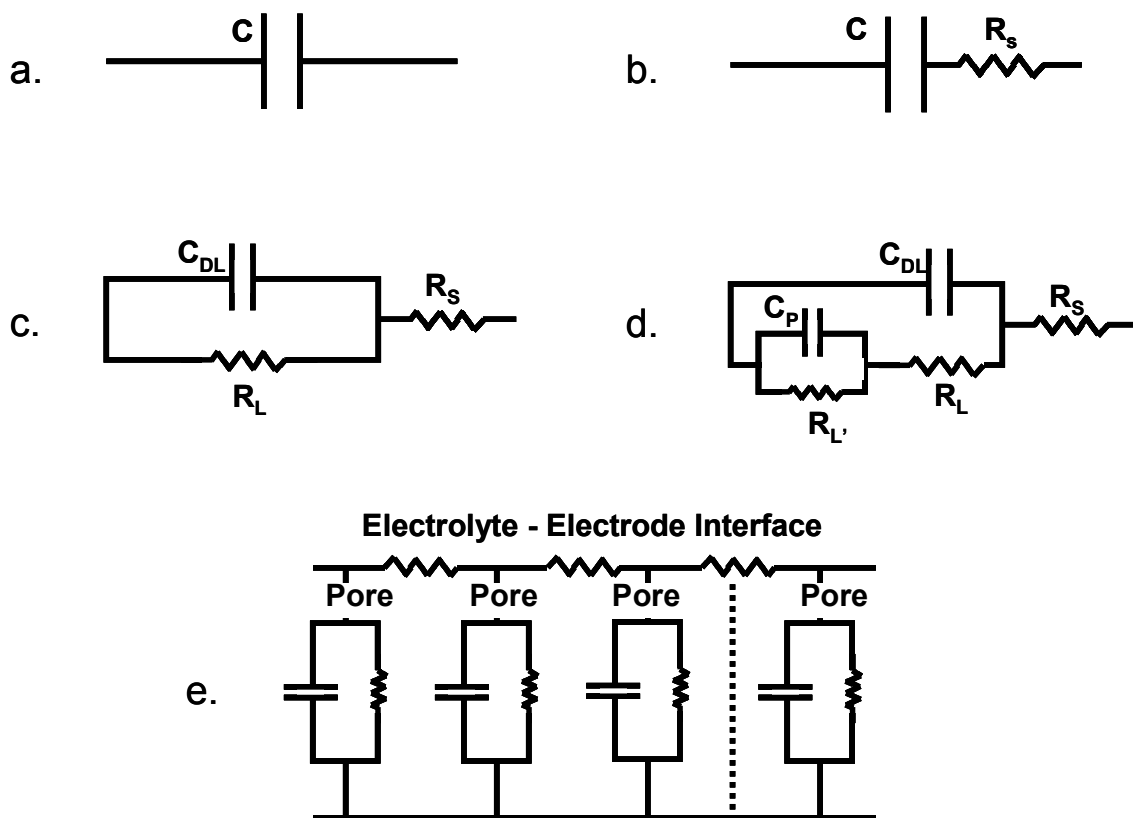 a.
C
b.
C
Rs
c.
CDL
RS
RL
d.
CDL
CP
RS
RL
RL'
Electrolyte - Electrode Interface
Pore Pore Pore Pore
e.